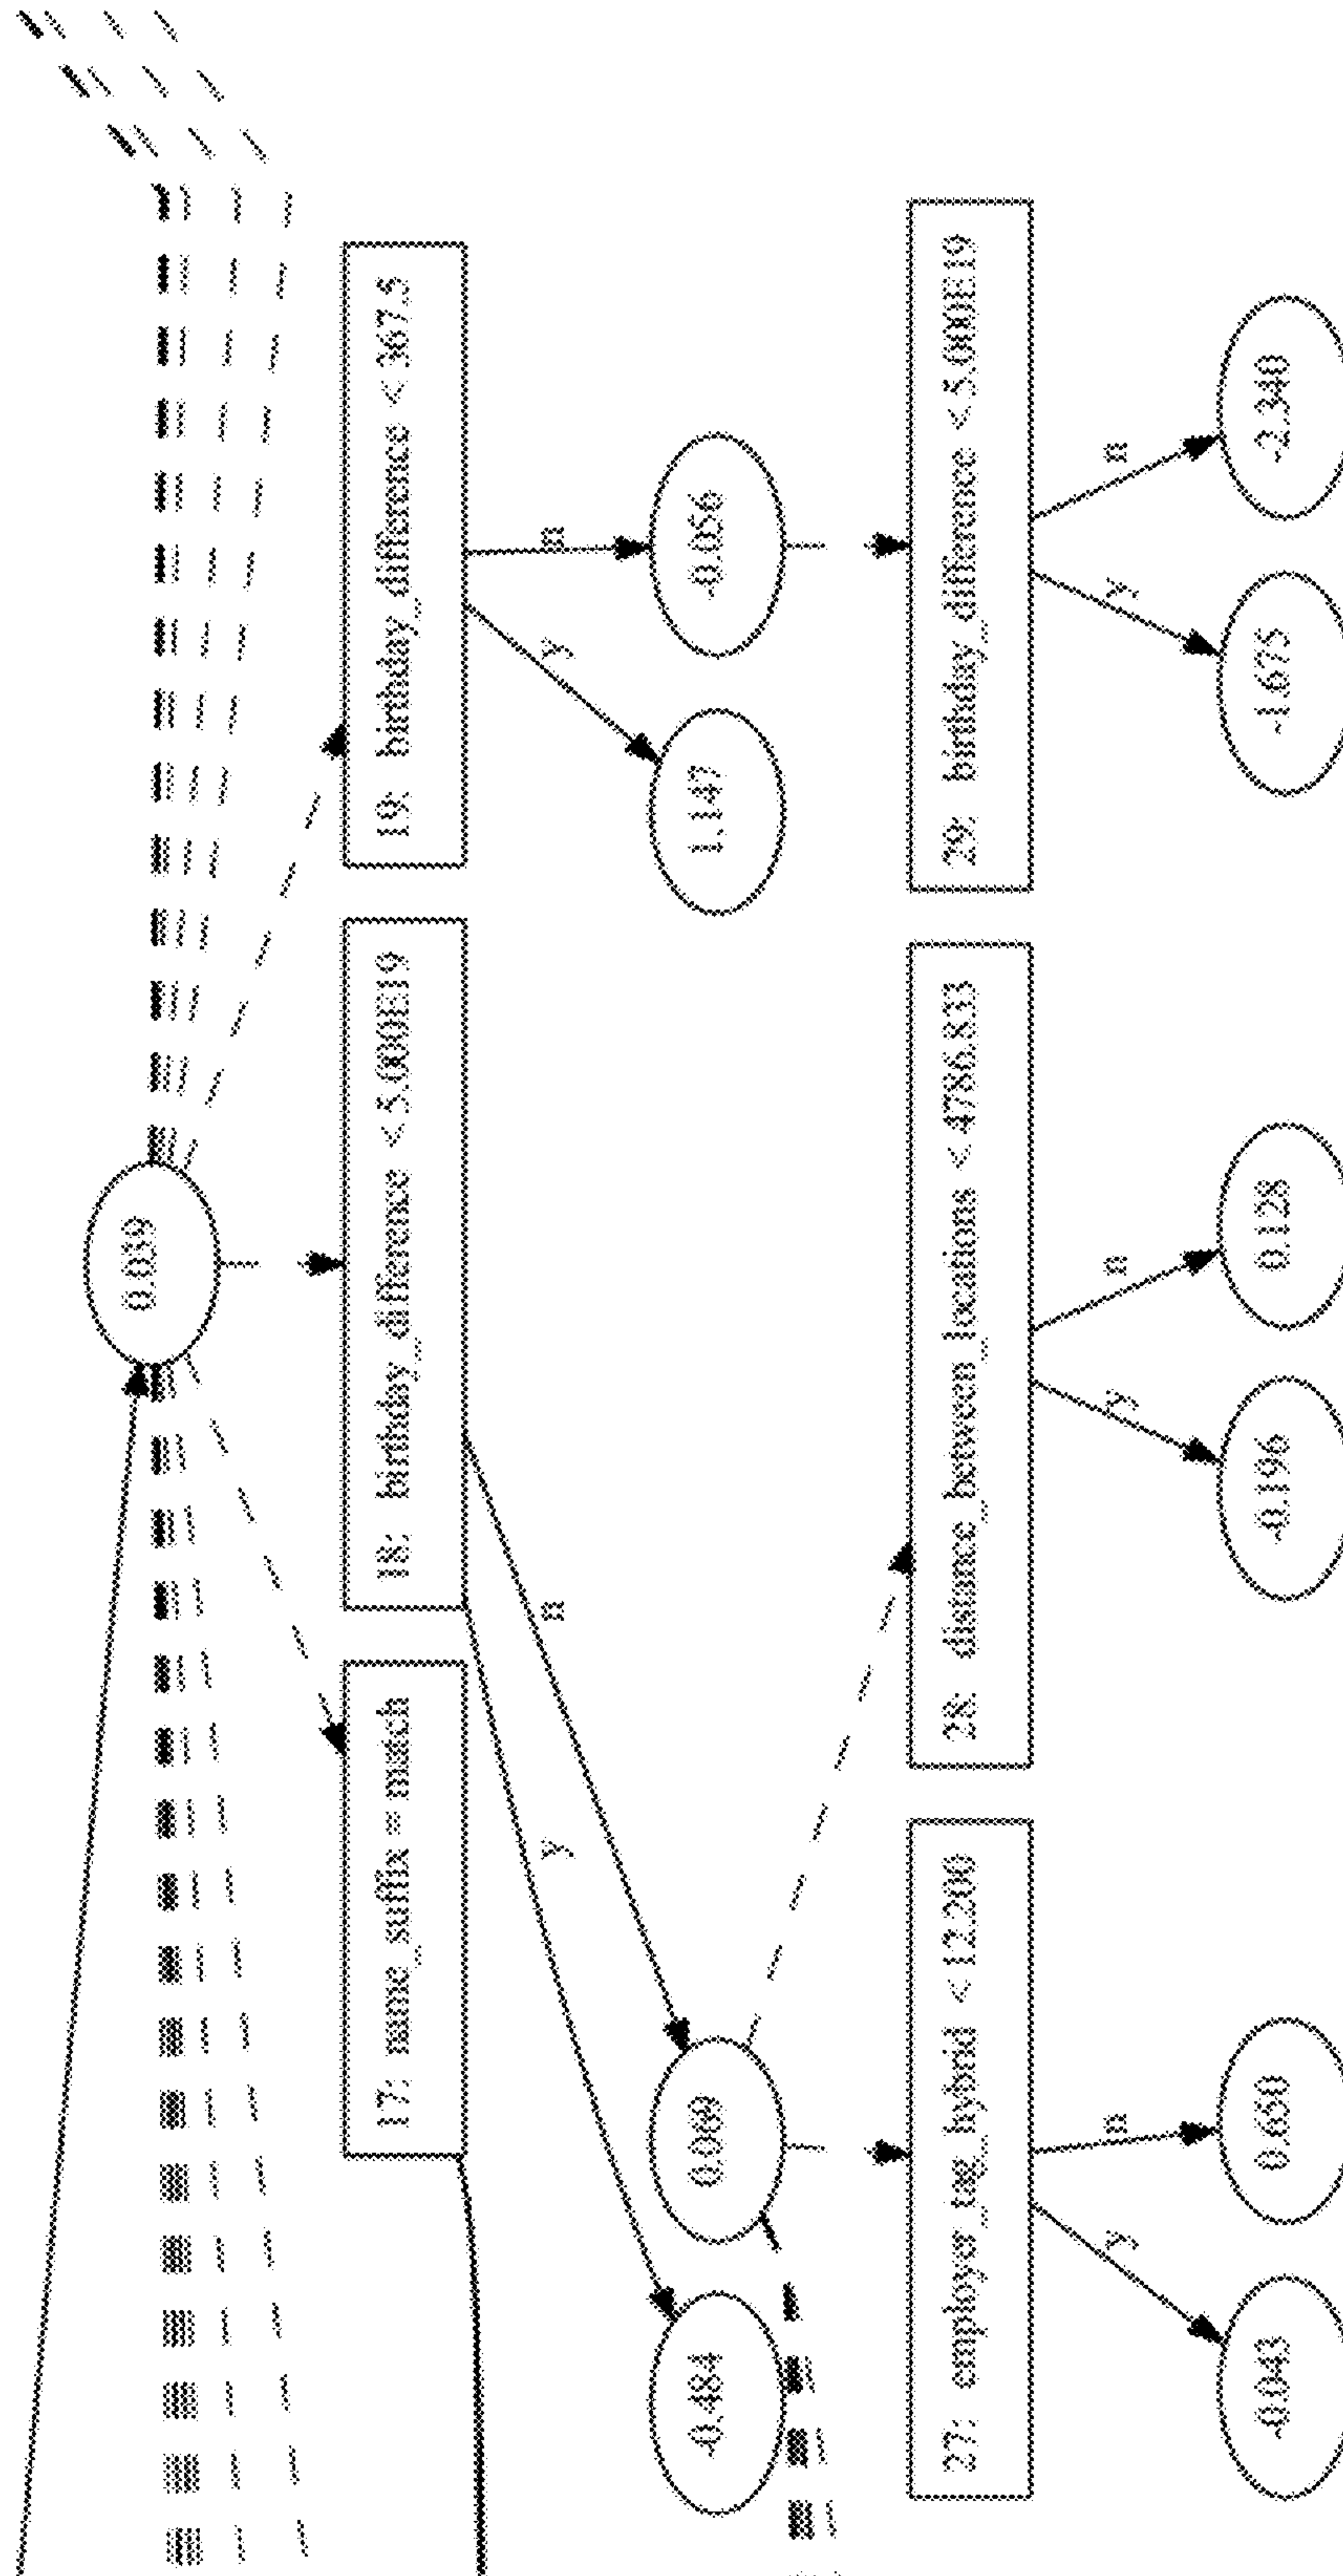 0.039
17: name_suffix = match
18: birthday_difference < 5.000E19
19: birthday_difference < 367.5
y
n
y
n
-0.484
0.069
1.147
-0.056
27: employer_tag_hybrid < 12.200
28: distance_between_locations < 4786.833
29: birthday_difference < 5.000E19
y
n
y
n
y
n
-0.043
0.650
-0.196
0.128
-1.675
-2.340